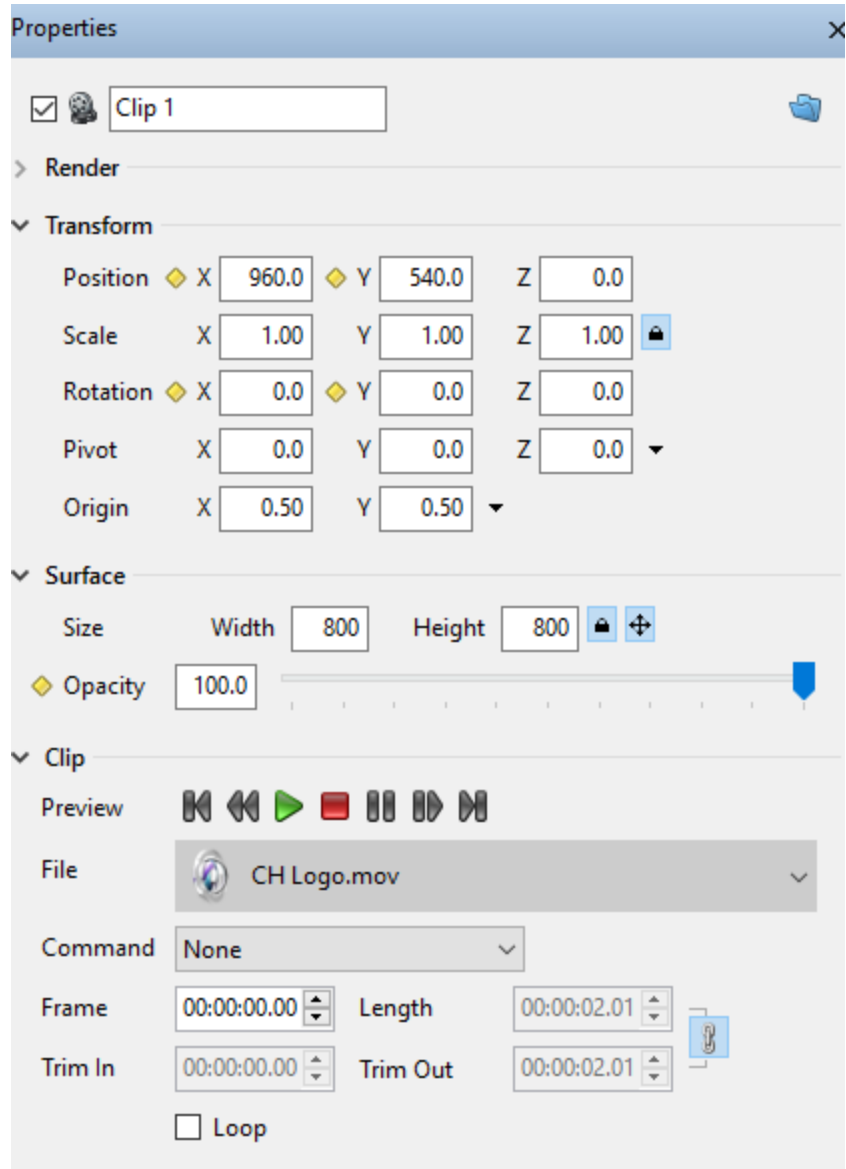 Properties
Clip 1
Render
Transform
Position X 960.0 Y 540.0 Z 0.0
Scale X 1.00 Y 1.00 Z 1.00
Rotation X 0.0 Y 0.0 Z 0.0
Pivot X 0.0 Y 0.0 Z 0.0
Origin X 0.50 Y 0.50
Surface
Size Width 800 Height 800
Opacity 100.0
Clip
Preview
File CH Logo.mov
Command None
Frame 00:00:00.00 Length 00:00:02.01
Trim In 00:00:00.00 Trim Out 00:00:02.01
Loop